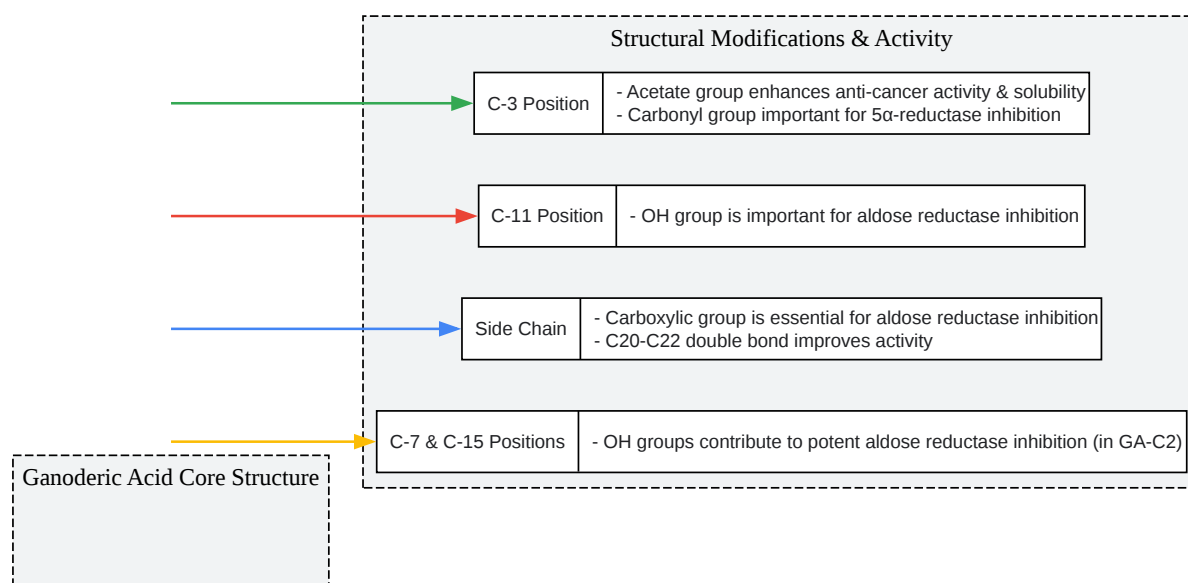 Structural Modifications & Activity
C-3 Position
- Acetate group enhances anti-cancer activity & solubility
- Carbonyl group important for 5α-reductase inhibition
C-11 Position
- OH group is important for aldose reductase inhibition
Side Chain
- Carboxylic group is essential for aldose reductase inhibition
- C20-C22 double bond improves activity
C-7 & C-15 Positions
- OH groups contribute to potent aldose reductase inhibition (in GA-C2)
Ganoderic Acid Core Structure